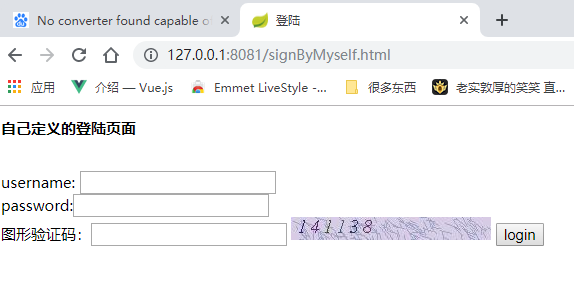 No converter found capable of
登陆
127.0.0.1:8081/signByMyself.html
应用 介绍 — Vue.js Emmet LiveStyle -... 很多东西 老实敦厚的笑笑 直...
自己定义的登陆页面
username:
password:
图形验证码： 141138 login